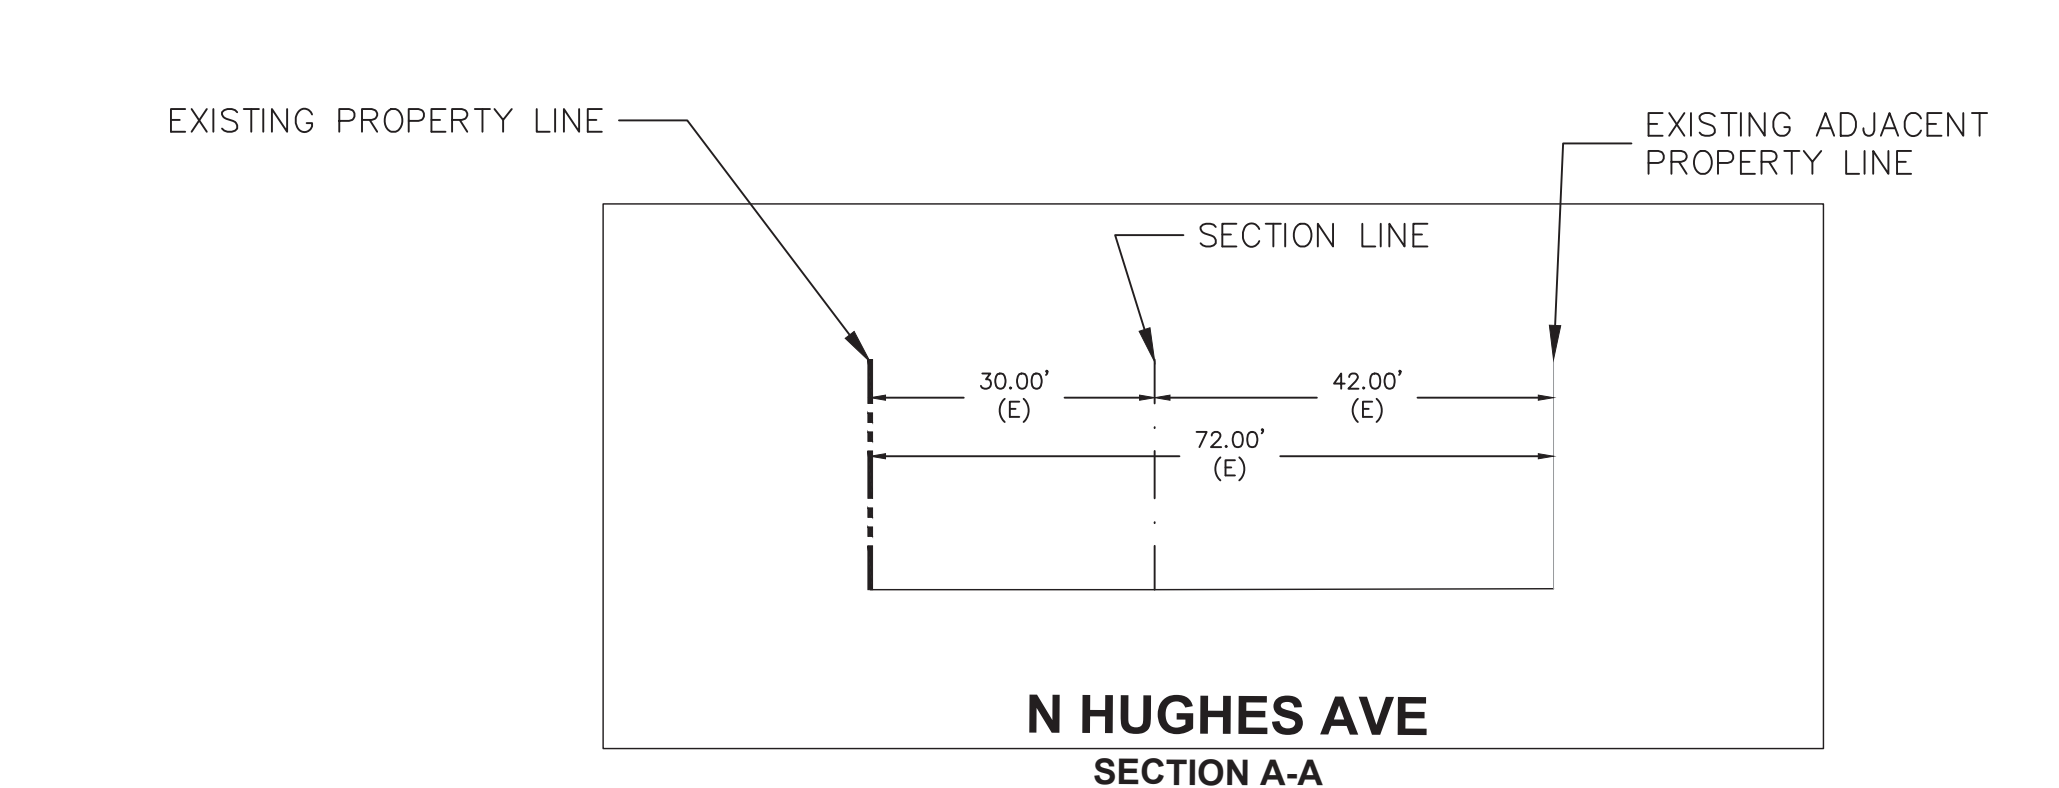 EXISTING PROPERTY LINE
EXISTING ADJACENT
PROPERTY LINE
SECTION LINE
30.00'
(E)
42.00'
(E)
72.00'
(E)
N HUGHES AVE
SECTION A-A